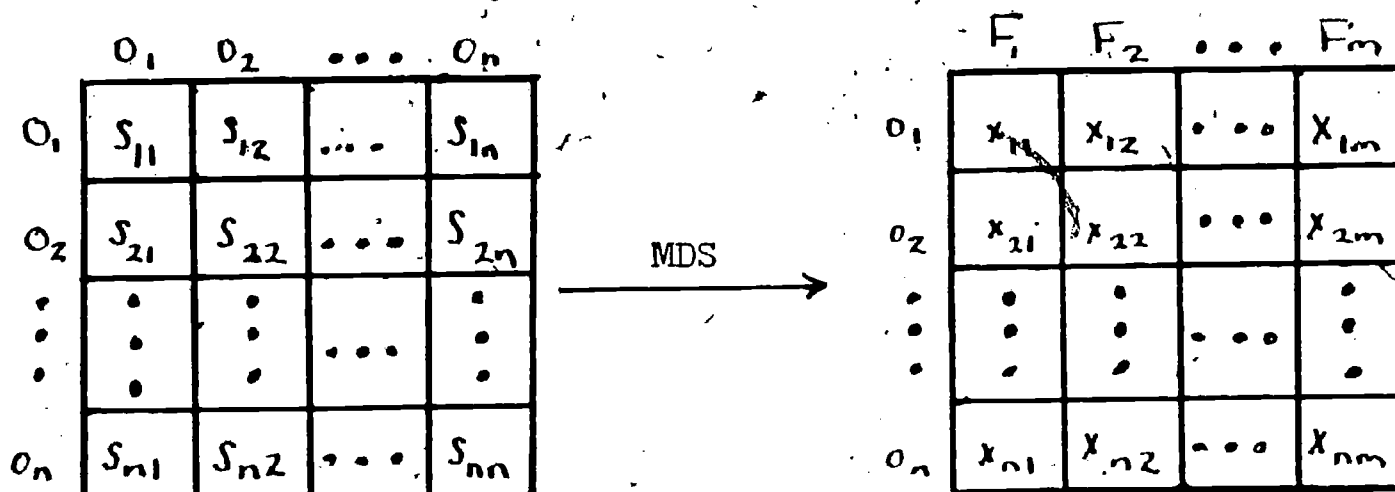 O₁ O₂ ... Oₙ F₁ F₂ ... Fₘ
O₁ S₁₁ S₁₂ ... S₁ₙ O₁ x₁₁ x₁₂ ... x₁ₘ
O₂ S₂₁ S₂₂ ... S₂ₙ MDS O₂ x₂₁ x₂₂ ... x₂ₘ
Oₙ Sₙ₁ Sₙ₂ ... Sₙₙ Oₙ xₙ₁ xₙ₂ ... xₙₘ